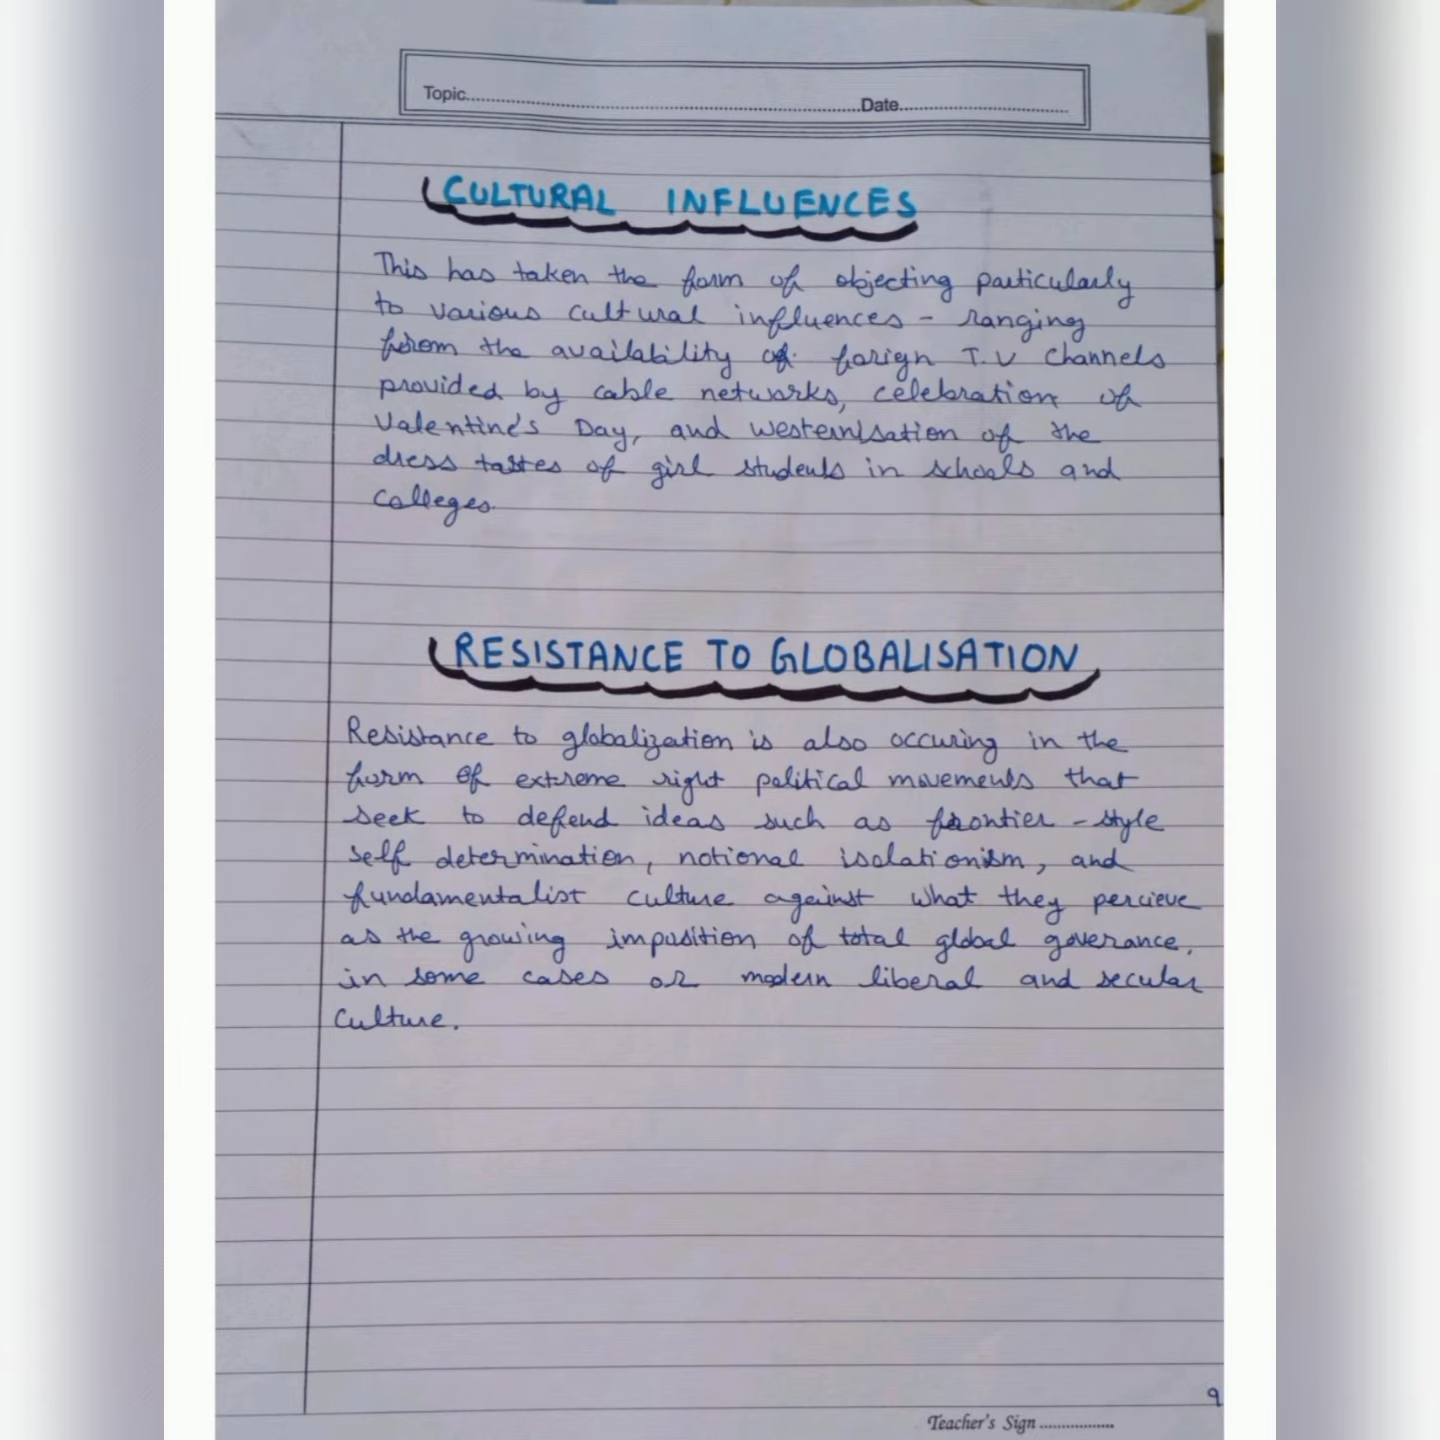 Topic..........Date..........
CULTURAL INFLUENCES
This has taken the form of objecting particularly
to various cultural influences - ranging
from the availability of forign T.V Channels
provided by cable networks, celebration of
Valentine's Day, and westernisation of the
dress tastes of girl students in schools and
Colleges.
RESISTANCE TO GLOBALISATION
Resistance to globalization is also occuring in the
form of extreme right political movements that
seek to defend ideas such as frontier - style
self determination, notional isolationism, and
fundamentalist culture against what they percieve
as the growing imposition of total global goverance,
in some cases or modern liberal and secular
Culture.
9
Teacher's Sign ..........